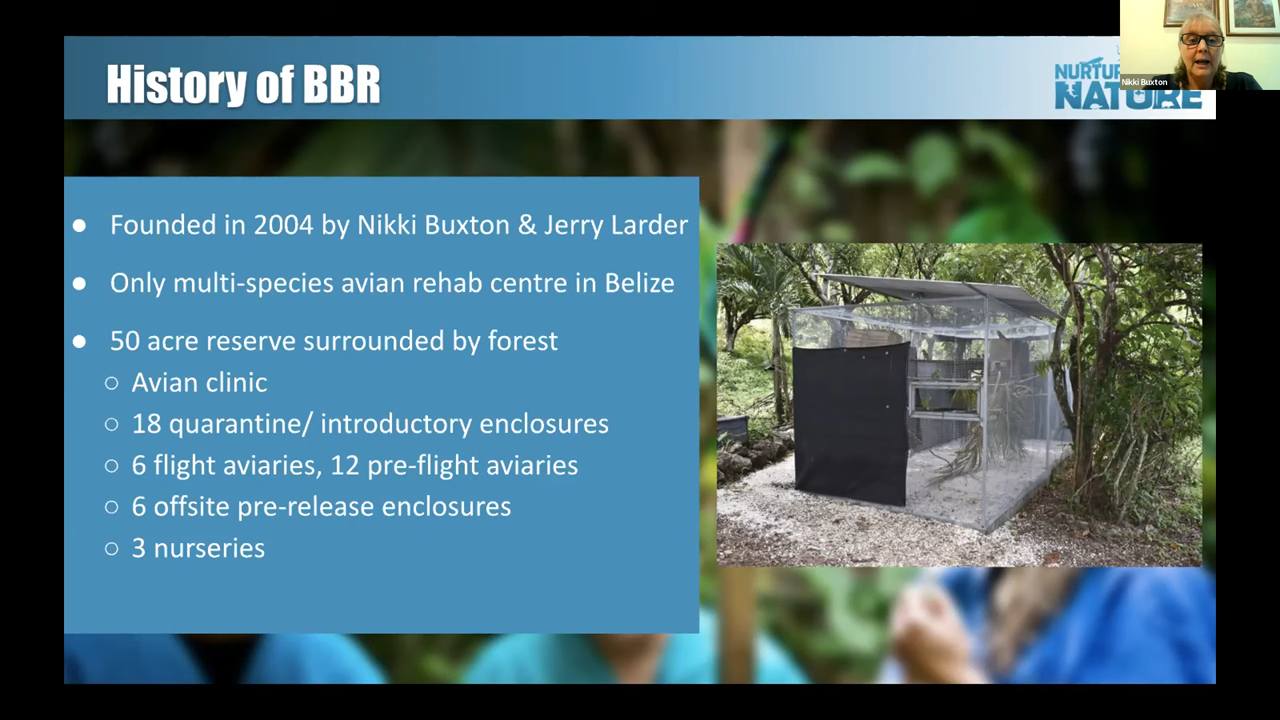 History of BBR
NATURE
Nikki Buxton
● Founded in 2004 by Nikki Buxton & Jerry Larder
● Only multi-species avian rehab centre in Belize
● 50 acre reserve surrounded by forest
○ Avian clinic
○ 18 quarantine/ introductory enclosures
○ 6 flight aviaries, 12 pre-flight aviaries
○ 6 offsite pre-release enclosures
○ 3 nurseries